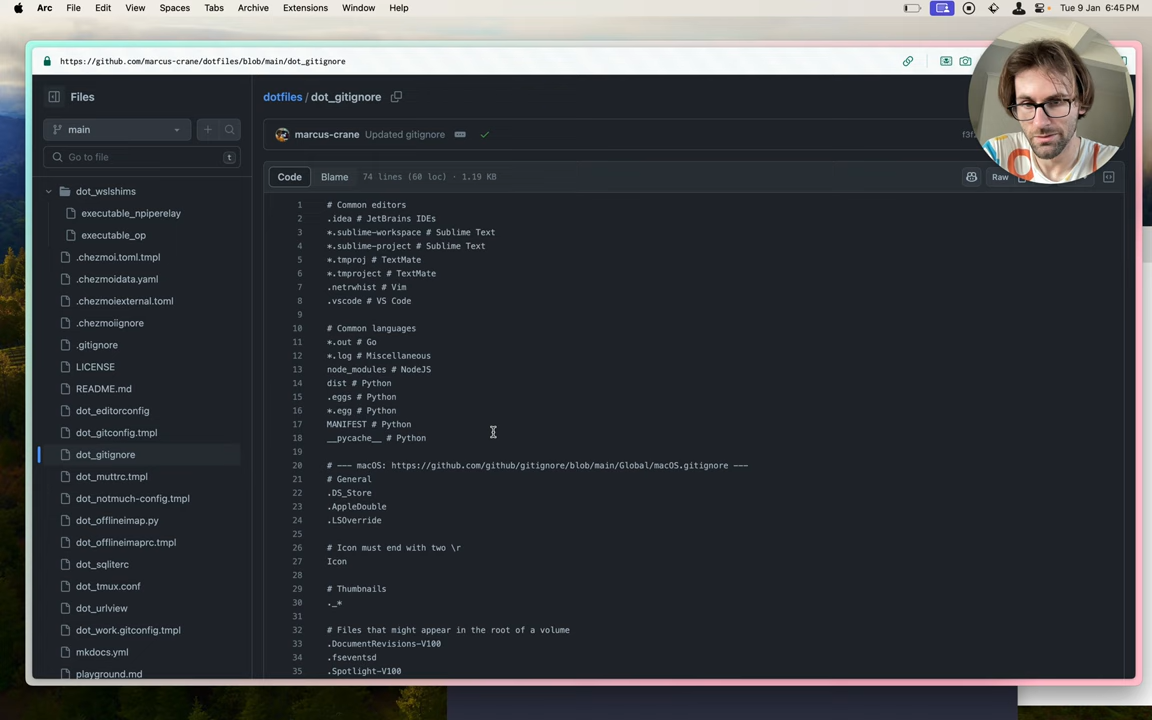 Arc File Edit View Spaces Tabs Archive Extensions Window Help Tue 9 Jan 6:45 PM
https://github.com/marcus-crane/dotfiles/blob/main/dot_gitignore
Files
main
Go to file t
dot_wslshims
executable_npiperelay
executable_op
.chezmoi.toml.tmpl
.chezmoidata.yaml
.chezmoiexternal.toml
.chezmoiignore
.gitignore
LICENSE
README.md
dot_editorconfig
dot_gitconfig.tmpl
dot_gitignore
dot_muttrc.tmpl
dot_notmuch-config.tmpl
dot_offlineimap.py
dot_offlineimaprc.tmpl
dot_sqliterc
dot_tmux.conf
dot_urlview
dot_work.gitconfig.tmpl
mkdocs.yml
playground.md
dotfiles / dot_gitignore
marcus-crane Updated gitignore
Code Blame 74 lines (60 loc) · 1.19 KB Raw
1 # Common editors
2 .idea # JetBrains IDEs
3 *.sublime-workspace # Sublime Text
4 *.sublime-project # Sublime Text
5 *.tmproj # TextMate
6 *.tmproject # TextMate
7 .netrwhist # Vim
8 .vscode # VS Code
9
10 # Common languages
11 *.out # Go
12 *.log # Miscellaneous
13 node_modules # NodeJS
14 dist # Python
15 .eggs # Python
16 *.egg # Python
17 MANIFEST # Python
18 __pycache__ # Python
19
20 # --- macOS: https://github.com/github/gitignore/blob/main/Global/macOS.gitignore ---
21 # General
22 .DS_Store
23 .AppleDouble
24 .LSOverride
25
26 # Icon must end with two \r
27 Icon
28
29 # Thumbnails
30 ._*
31
32 # Files that might appear in the root of a volume
33 .DocumentRevisions-V100
34 .fseventsd
35 .Spotlight-V100